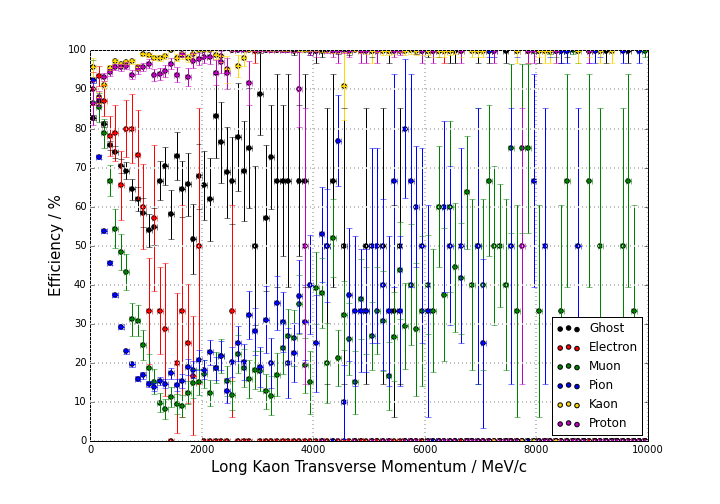 100
90
80
70
60
50
40
30
20
10
0
Efficiency / %
Ghost
Electron
Muon
Pion
Kaon
Proton
0 2000 4000 6000 8000 10000
Long Kaon Transverse Momentum / MeV/c